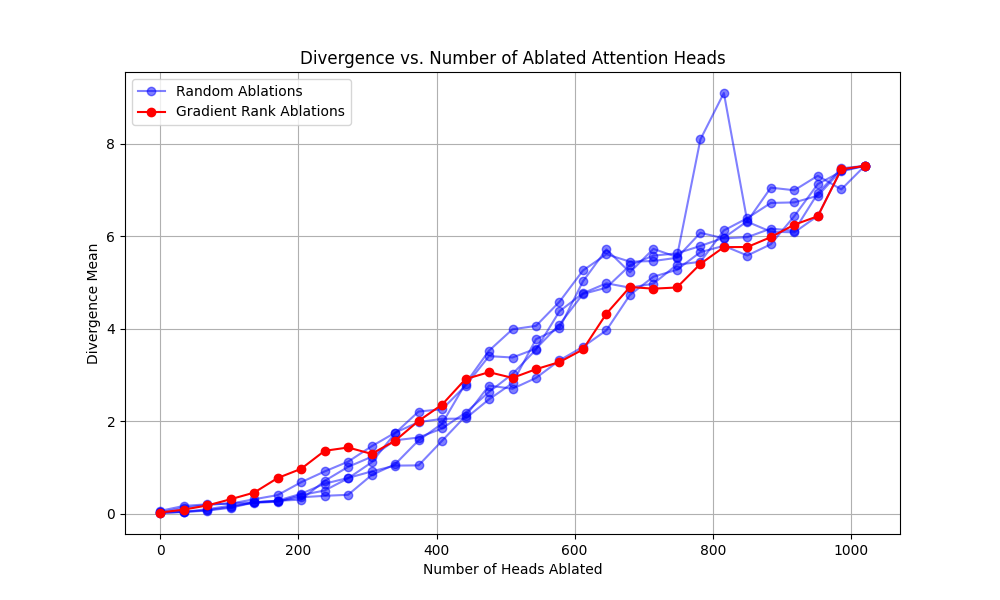 Divergence vs. Number of Ablated Attention Heads
Random Ablations
Gradient Rank Ablations
Divergence Mean
8
6
4
2
0
0 200 400 600 800 1000
Number of Heads Ablated